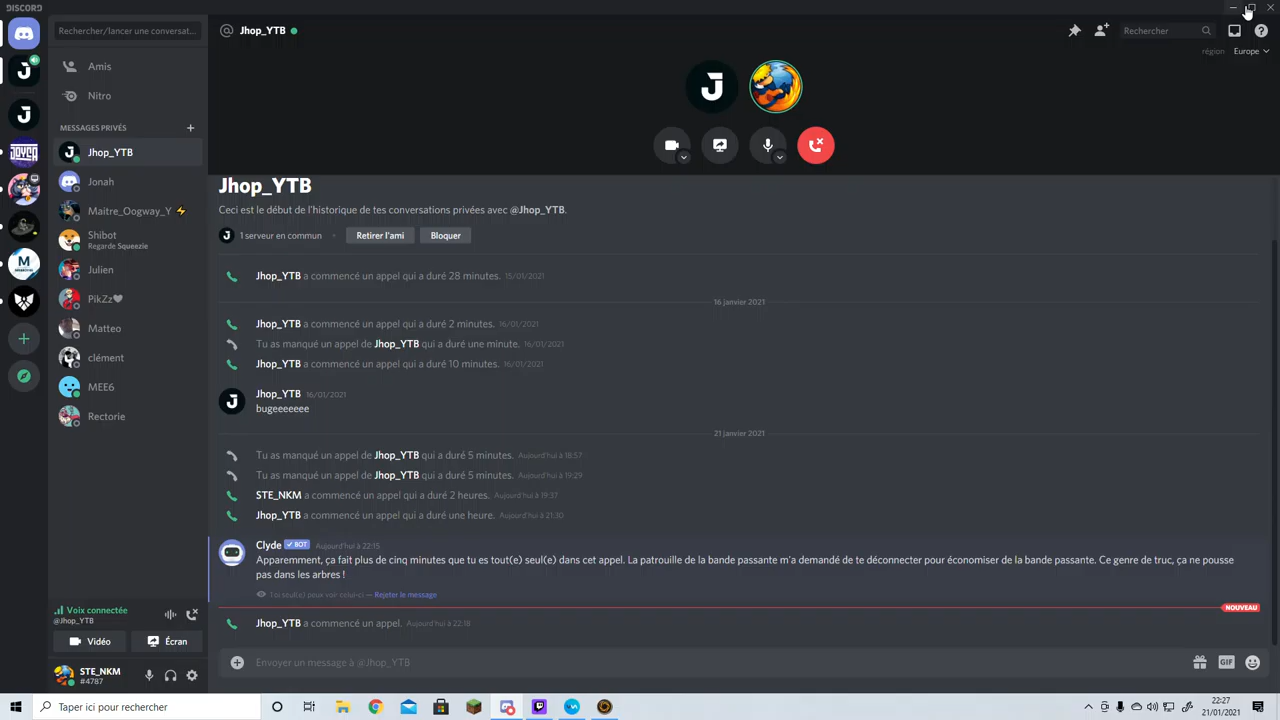 DISCORD
Rechercher/lancer une conversat...
Jhop_YTB
Rechercher
région
Europe
Amis
Nitro
MESSAGES PRIVÉS
Jhop_YTB
Jonah
Maitre_Oogway_Y
Shibot
Regarde Squeezie
Julien
PikZz
Matteo
clément
MEE6
Rectorie
J
J
JOYCA
M
J
Jhop_YTB
Ceci est le début de l'historique de tes conversations privées avec @Jhop_YTB.
1 serveur en commun
Retirer l'ami
Bloquer
Jhop_YTB a commencé un appel qui a duré 28 minutes. 15/01/2021
16 janvier 2021
Jhop_YTB a commencé un appel qui a duré 2 minutes. 16/01/2021
Tu as manqué un appel de Jhop_YTB qui a duré une minute. 16/01/2021
Jhop_YTB a commencé un appel qui a duré 10 minutes. 16/01/2021
Jhop_YTB 16/01/2021
bugeeeeeee
21 janvier 2021
Tu as manqué un appel de Jhop_YTB qui a duré 5 minutes. Aujourd'hui à 18:57
Tu as manqué un appel de Jhop_YTB qui a duré 5 minutes. Aujourd'hui à 19:29
STE_NKM a commencé un appel qui a duré 2 heures. Aujourd'hui à 19:37
Jhop_YTB a commencé un appel qui a duré une heure. Aujourd'hui à 21:30
Clyde BOT Aujourd'hui à 22:15
Apparemment, ça fait plus de cinq minutes que tu es tout(e) seul(e) dans cet appel. La patrouille de la bande passante m'a demandé de te déconnecter pour économiser de la bande passante. Ce genre de truc, ça ne pousse
pas dans les arbres !
Toi seul(e) peux voir celui-ci — Rejeter le message
NOUVEAU
Jhop_YTB a commencé un appel. Aujourd'hui à 22:18
Envoyer un message à @Jhop_YTB
GIF
Voix connectée
@Jhop_YTB
Vidéo
Écran
STE_NKM
#4787
Taper ici pour rechercher
22:27
21/01/2021